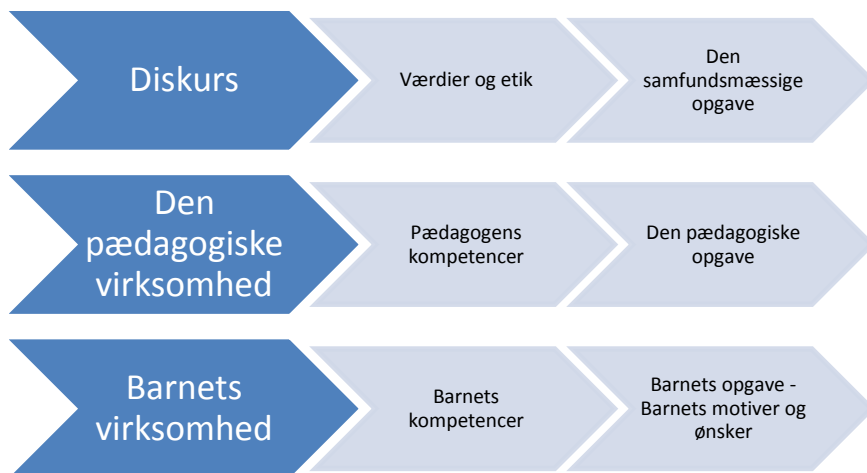 Diskurs
Værdier og etik
Den
samfundsmæssige
opgave
Den
pædagogiske
virksomhed
Pædagogens
kompetencer
Den pædagogiske
opgave
Barnets
virksomhed
Barnets
kompetencer
Barnets opgave -
Barnets motiver og
ønsker